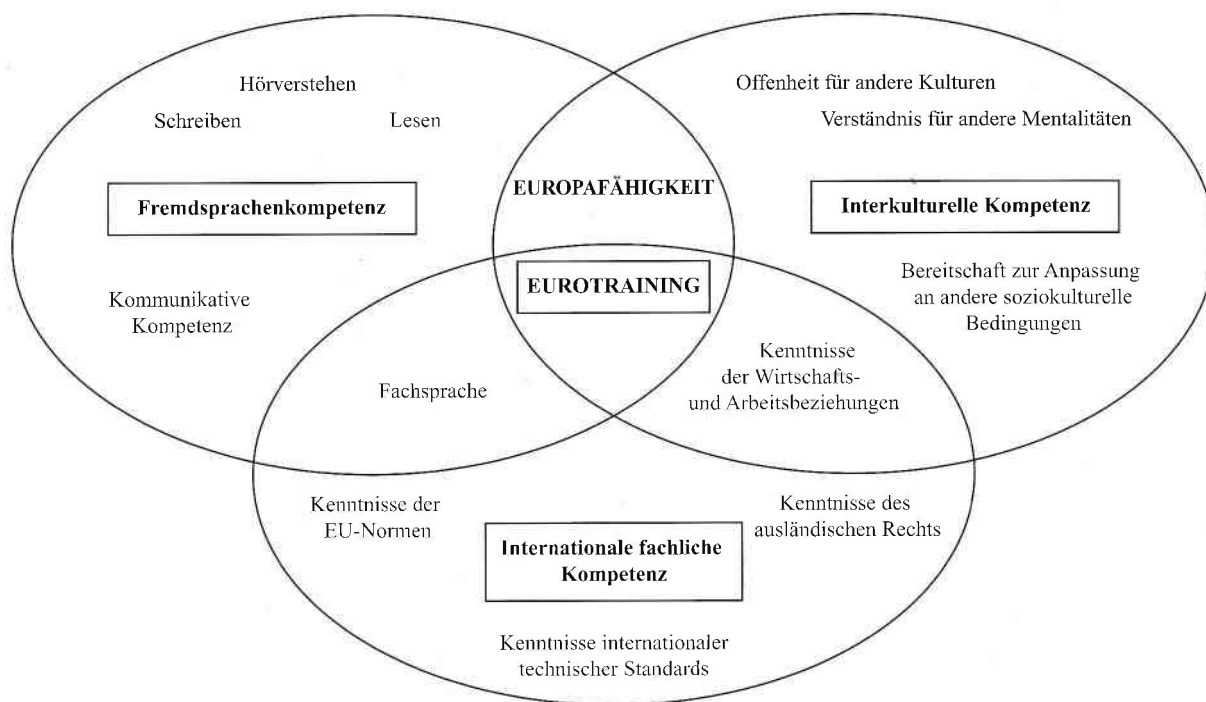 Hörverstehen
Schreiben
Lesen
Fremdsprachenkompetenz
Kommunikative
Kompetenz
Offenheit für andere Kulturen
Verständnis für andere Mentalitäten
Interkulturelle Kompetenz
Bereitschaft zur Anpassung
an andere soziokulturelle
Bedingungen
EUROPAFÄHIGKEIT
EUROTRAINING
Fachsprache
Kenntnisse
der Wirtschafts-
und Arbeitsbeziehungen
Kenntnisse der
EU-Normen
Internationale fachliche
Kompetenz
Kenntnisse des
ausländischen Rechts
Kenntnisse internationaler
technischer Standards